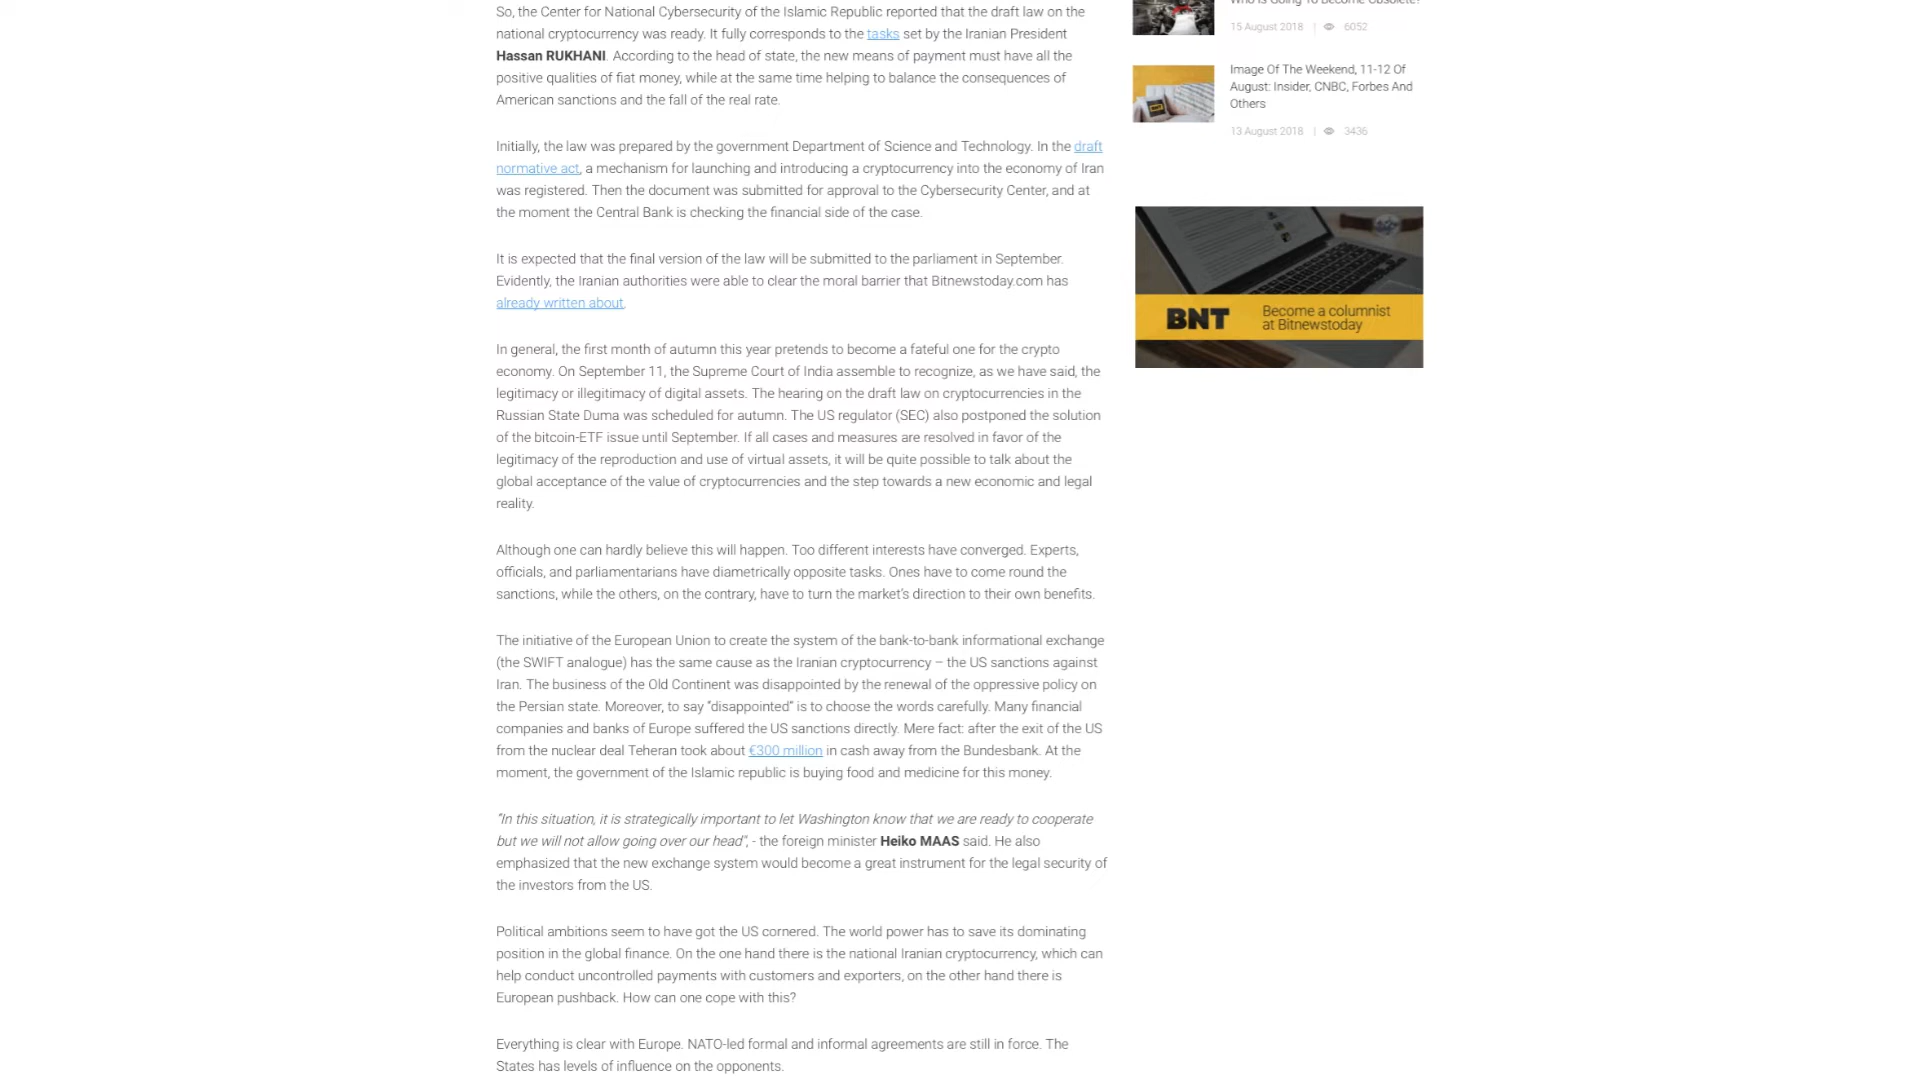 So, the Center for National Cybersecurity of the Islamic Republic reported that the draft law on the
national cryptocurrency was ready. It fully corresponds to the tasks set by the Iranian President
Hassan RUKHANI. According to the head of state, the new means of payment must have all the
positive qualities of fiat money, while at the same time helping to balance the consequences of
American sanctions and the fall of the real rate.
Initially, the law was prepared by the government Department of Science and Technology. In the draft
normative act, a mechanism for launching and introducing a cryptocurrency into the economy of Iran
was registered. Then the document was submitted for approval to the Cybersecurity Center, and at
the moment the Central Bank is checking the financial side of the case.
It is expected that the final version of the law will be submitted to the parliament in September.
Evidently, the Iranian authorities were able to clear the moral barrier that Bitnewstoday.com has
already written about.
In general, the first month of autumn this year pretends to become a fateful one for the crypto
economy. On September 11, the Supreme Court of India assemble to recognize, as we have said, the
legitimacy or illegitimacy of digital assets. The hearing on the draft law on cryptocurrencies in the
Russian State Duma was scheduled for autumn. The US regulator (SEC) also postponed the solution
of the bitcoin-ETF issue until September. If all cases and measures are resolved in favor of the
legitimacy of the reproduction and use of virtual assets, it will be quite possible to talk about the
global acceptance of the value of cryptocurrencies and the step towards a new economic and legal
reality.
Although one can hardly believe this will happen. Too different interests have converged. Experts,
officials, and parliamentarians have diametrically opposite tasks. Ones have to come round the
sanctions, while the others, on the contrary, have to turn the market's direction to their own benefits.
The initiative of the European Union to create the system of the bank-to-bank informational exchange
(the SWIFT analogue) has the same cause as the Iranian cryptocurrency – the US sanctions against
Iran. The business of the Old Continent was disappointed by the renewal of the oppressive policy on
the Persian state. Moreover, to say “disappointed” is to choose the words carefully. Many financial
companies and banks of Europe suffered the US sanctions directly. Mere fact: after the exit of the US
from the nuclear deal Teheran took about €300 million in cash away from the Bundesbank. At the
moment, the government of the Islamic republic is buying food and medicine for this money.
“In this situation, it is strategically important to let Washington know that we are ready to cooperate
but we will not allow going over our head”, - the foreign minister Heiko MAAS said. He also
emphasized that the new exchange system would become a great instrument for the legal security of
the investors from the US.
Political ambitions seem to have got the US cornered. The world power has to save its dominating
position in the global finance. On the one hand there is the national Iranian cryptocurrency, which can
help conduct uncontrolled payments with customers and exporters, on the other hand there is
European pushback. How can one cope with this?
Everything is clear with Europe. NATO-led formal and informal agreements are still in force. The
States has levels of influence on the opponents.
Who Is Going To Become Obsolete?
15 August 2018 | 6052
Image Of The Weekend, 11-12 Of
August: Insider, CNBC, Forbes And
Others
13 August 2018 | 3436
BNT Become a columnist
at Bitnewstoday